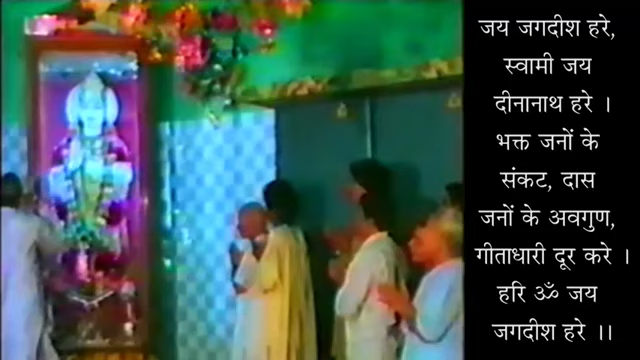 जय जगदीश हरे,
स्वामी जय
दीनानाथ हरे ।
भक्त जनों के
संकट, दास
जनों के अवगुण,
गीताधारी दूर करे ।
हरि ॐ जय
जगदीश हरे ।।